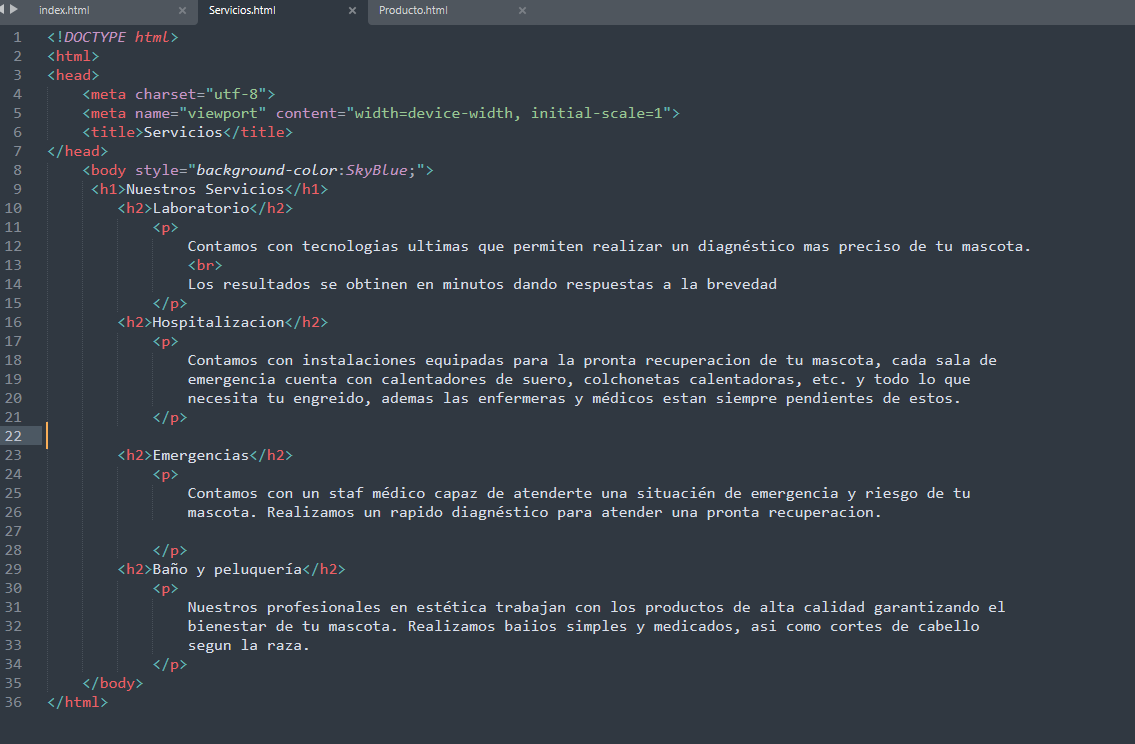 index.html × Servicios.html × Producto.html ×
1 <!DOCTYPE html>
2 <html>
3 <head>
4 <meta charset="utf-8">
5 <meta name="viewport" content="width=device-width, initial-scale=1">
6 <title>Servicios</title>
7 </head>
8 <body style="background-color:SkyBlue;">
9 <h1>Nuestros Servicios</h1>
10 <h2>Laboratorio</h2>
11 <p>
12 Contamos con tecnologias ultimas que permiten realizar un diagnéstico mas preciso de tu mascota.
13 <br>
14 Los resultados se obtinen en minutos dando respuestas a la brevedad
15 </p>
16 <h2>Hospitalizacion</h2>
17 <p>
18 Contamos con instalaciones equipadas para la pronta recuperacion de tu mascota, cada sala de
19 emergencia cuenta con calentadores de suero, colchonetas calentadoras, etc. y todo lo que
20 necesita tu engreido, ademas las enfermeras y médicos estan siempre pendientes de estos.
21 </p>
22
23 <h2>Emergencias</h2>
24 <p>
25 Contamos con un staf médico capaz de atenderte una situacién de emergencia y riesgo de tu
26 mascota. Realizamos un rapido diagnéstico para atender una pronta recuperacion.
27
28 </p>
29 <h2>Baño y peluquería</h2>
30 <p>
31 Nuestros profesionales en estética trabajan con los productos de alta calidad garantizando el
32 bienestar de tu mascota. Realizamos baiios simples y medicados, asi como cortes de cabello
33 segun la raza.
34 </p>
35 </body>
36 </html>